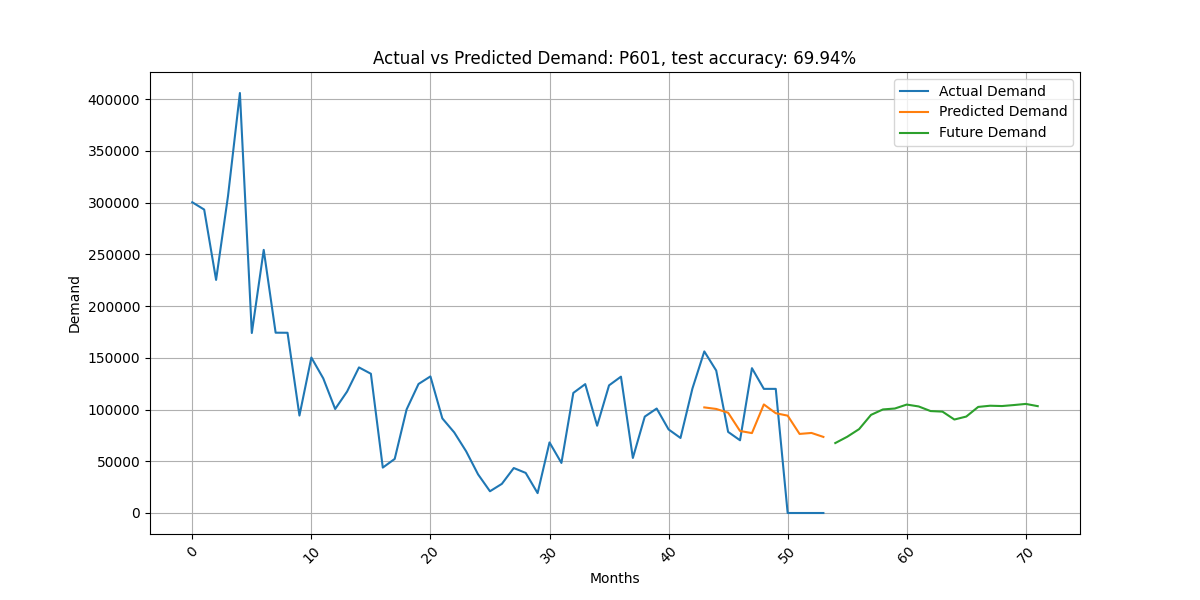 Actual vs Predicted Demand: P601, test accuracy: 69.94%
Actual Demand
Predicted Demand
Future Demand
400000
350000
300000
250000
200000
150000
100000
50000
0
Demand
0
10
20
30
40
50
60
70
Months